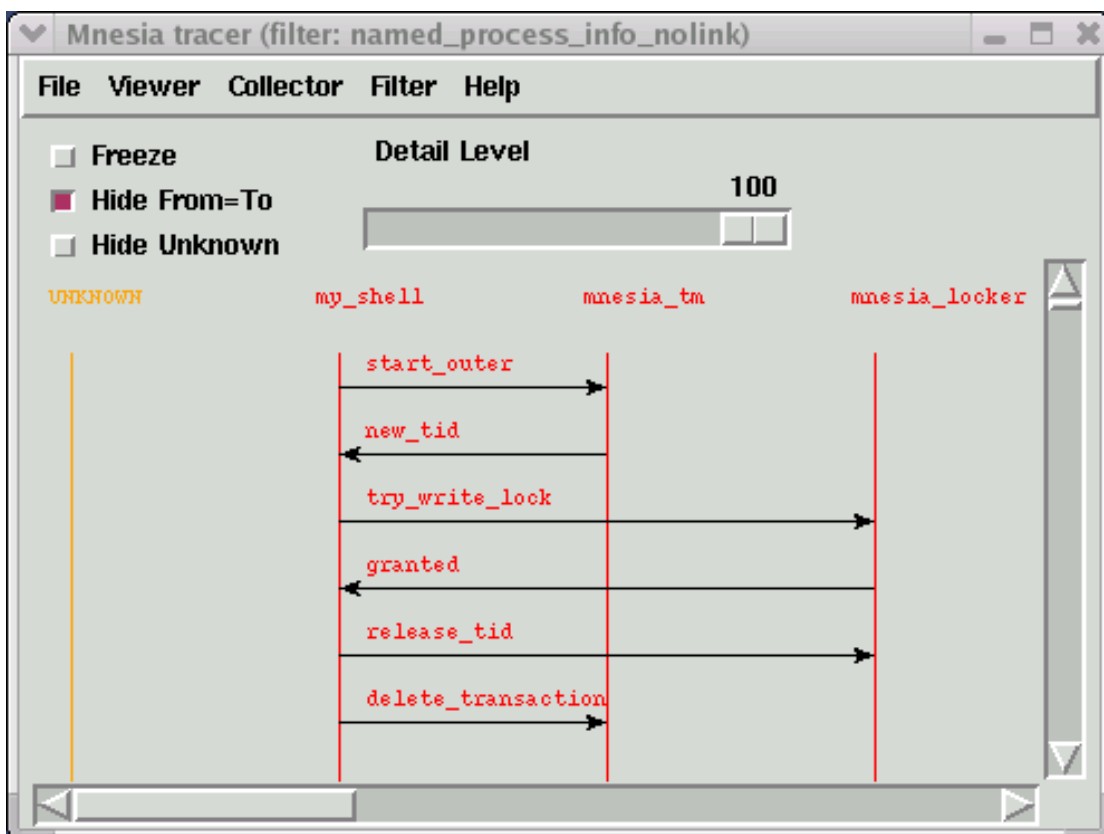 Mnesia tracer (filter: named_process_info_nolink)
File Viewer Collector Filter Help
Freeze
Detail Level
Hide From=To
100
Hide Unknown
UNKNOWN my_shell mnesia_tm mnesia_locker
start_outer
new_tid
try_write_lock
granted
release_tid
delete_transaction